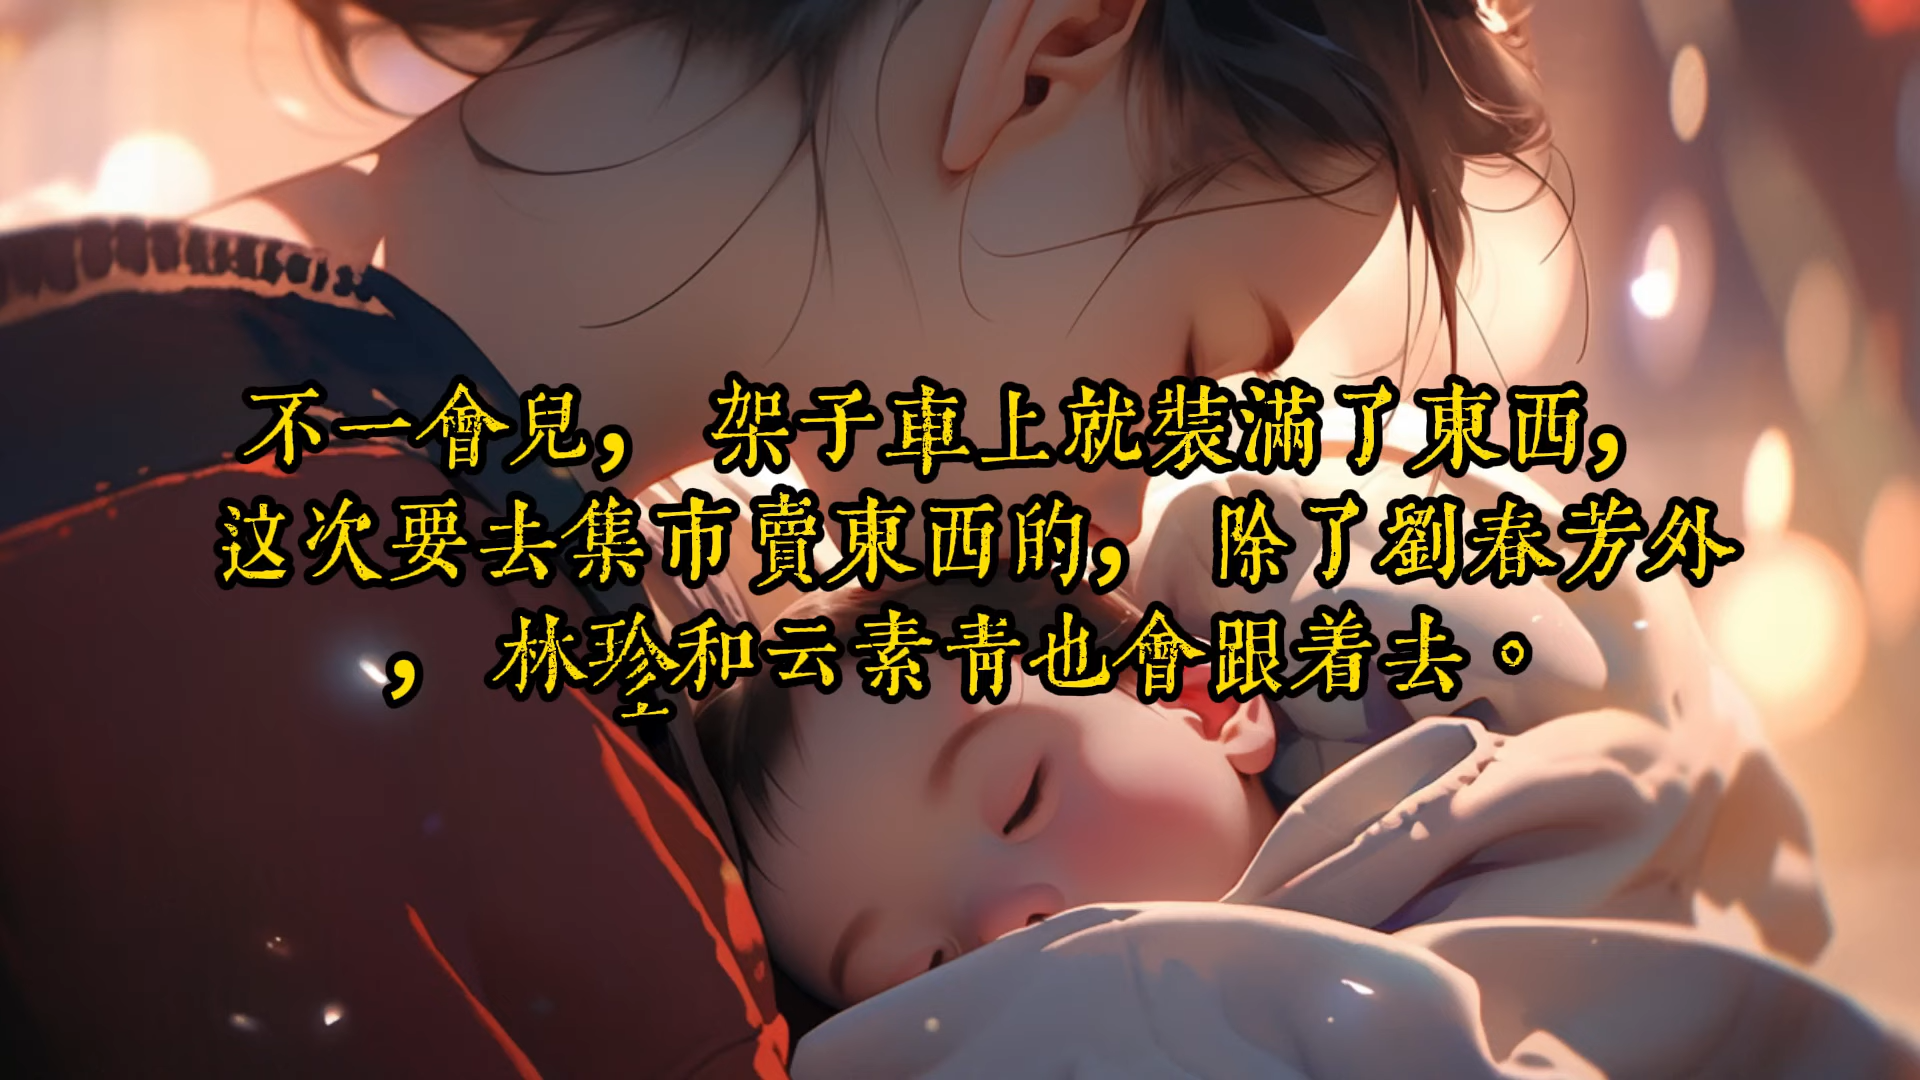 不一會兒，架子車上就裝滿了東西，
这次要去集市賣東西的，除了劉春芳外
，林珍和云素青也會跟着去。